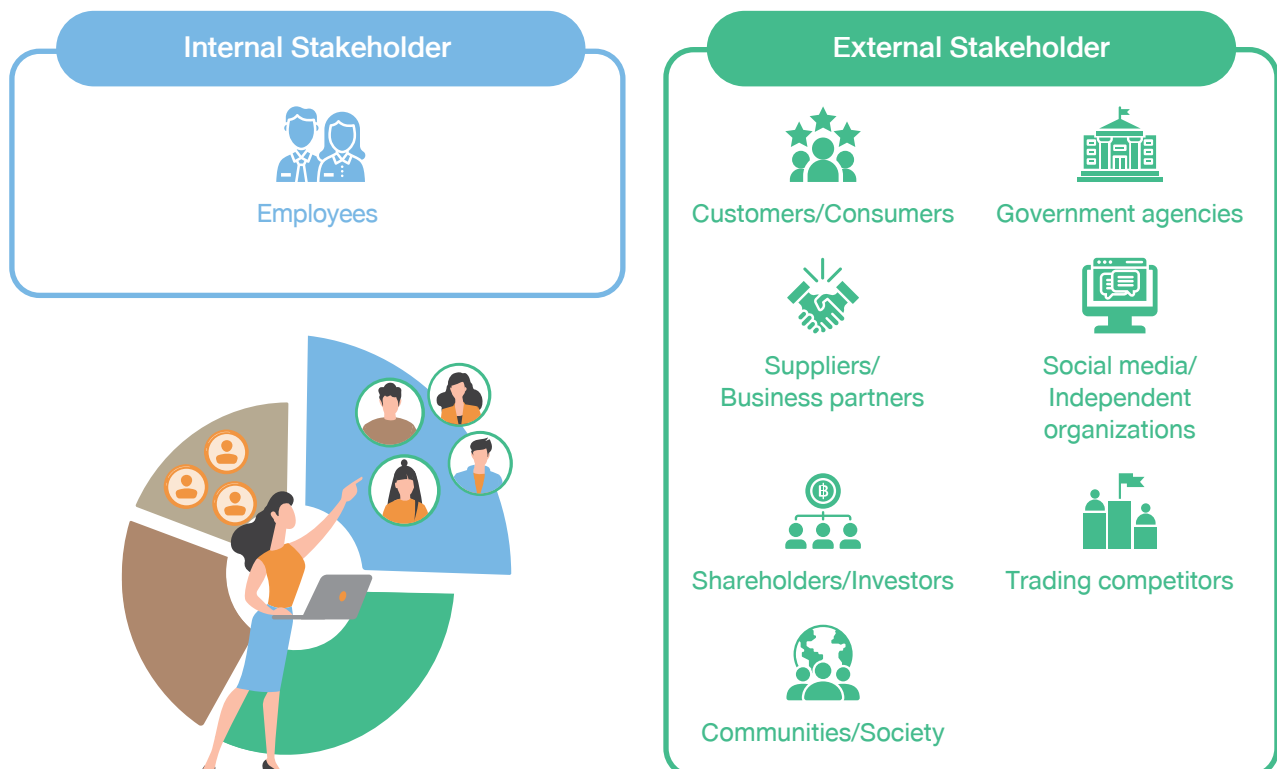 Internal Stakeholder
Employees
External Stakeholder
Customers/Consumers
Government agencies
Suppliers/
Business partners
Social media/
Independent
organizations
฿
Shareholders/Investors
Trading competitors
Communities/Society